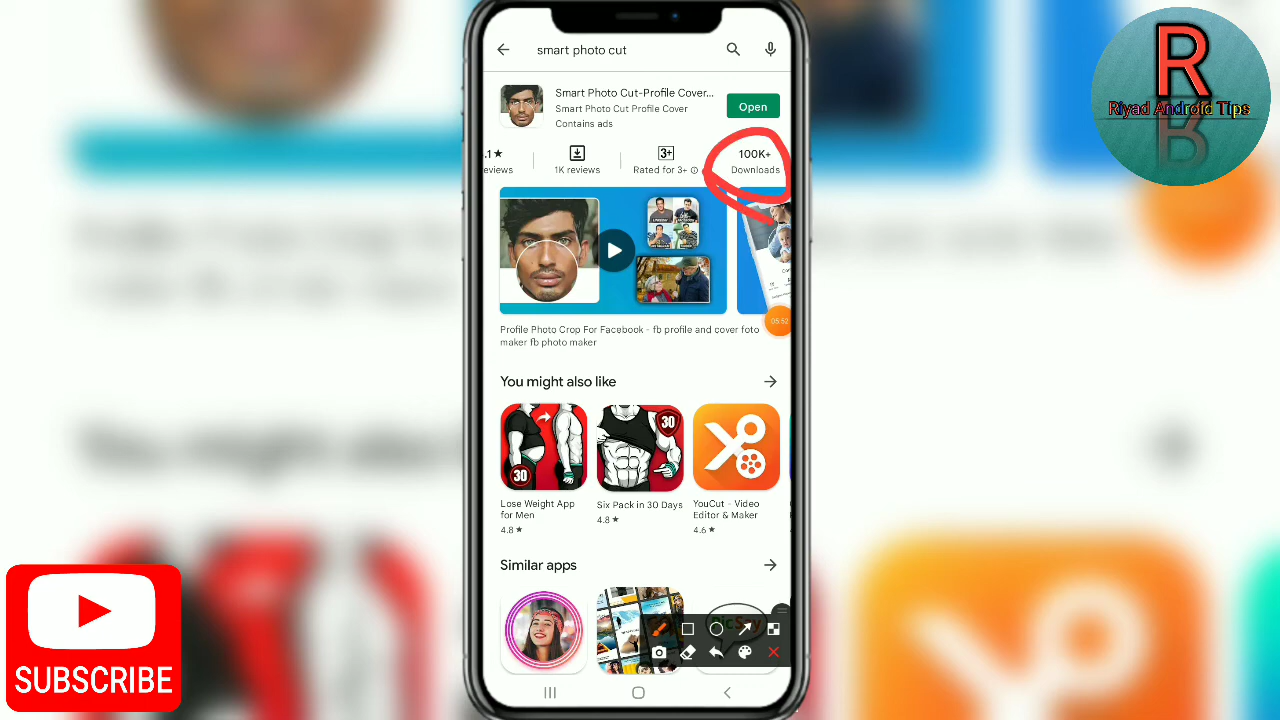 smart photo cut
Smart Photo Cut-Profile Cover...
Smart Photo Cut Profile Cover
Contains ads
Open
.1★
eviews
1K reviews
3+
Rated for 3+
100K+
Downloads
Profile Photo Crop For Facebook - fb profile and cover foto
maker fb photo maker
05:52
You might also like
30
30
Lose Weight App
for Men
4.8★
Six Pack in 30 Days
4.8★
YouCut - Video
Editor & Maker
4.6★
Similar apps
R
Riyad Android Tips
SUBSCRIBE